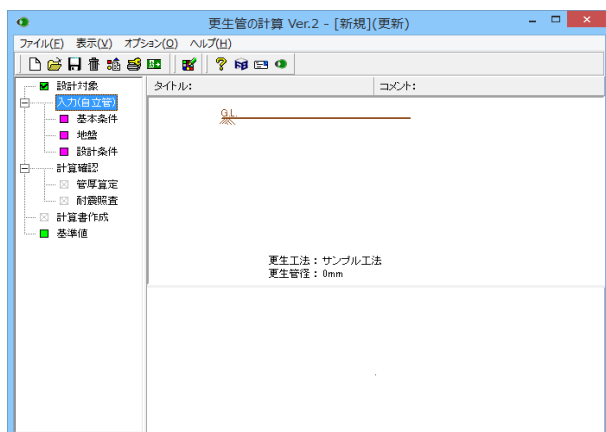 更生管の計算 Ver.2 - [新規](更新)
ファイル(F) 表示(V) オプション(O) ヘルプ(H)
設計対象
入力(自立管)
基本条件
地盤
設計条件
計算確認
管厚算定
耐震照査
計算書作成
基準値
タイトル: コメント:
G.L.
更生工法：サンプル工法
更生管径：0mm